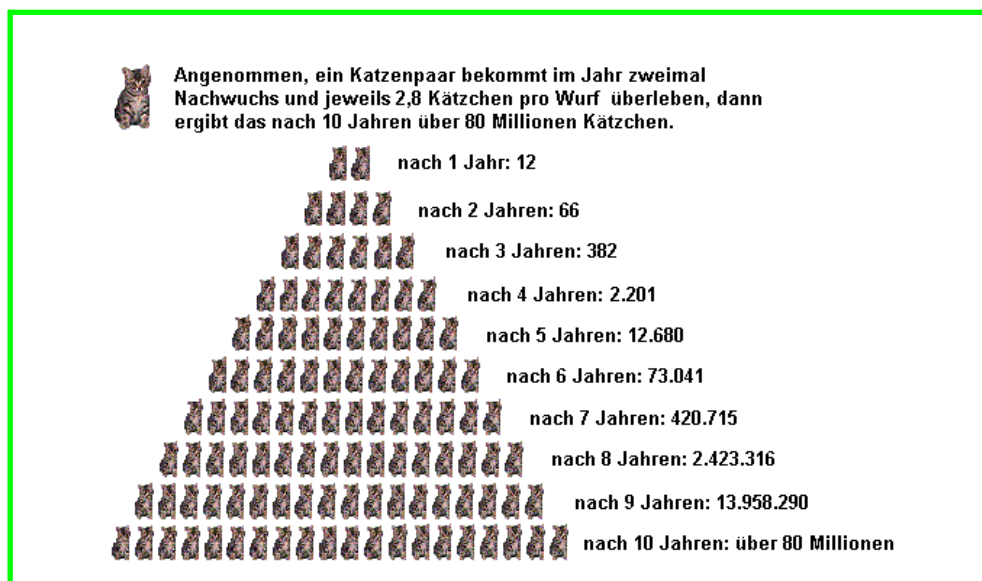 Angenommen, ein Katzenpaar bekommt im Jahr zweimal
Nachwuchs und jeweils 2,8 Kätzchen pro Wurf überleben, dann
ergibt das nach 10 Jahren über 80 Millionen Kätzchen.
nach 1 Jahr: 12
nach 2 Jahren: 66
nach 3 Jahren: 382
nach 4 Jahren: 2.201
nach 5 Jahren: 12.680
nach 6 Jahren: 73.041
nach 7 Jahren: 420.715
nach 8 Jahren: 2.423.316
nach 9 Jahren: 13.958.290
nach 10 Jahren: über 80 Millionen